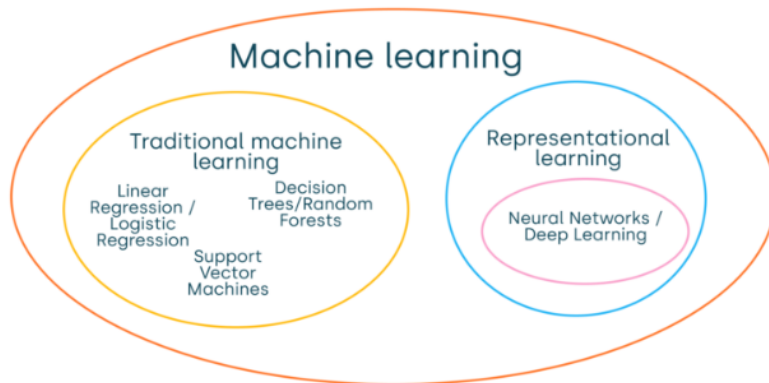 Machine learning
Traditional machine
learning
Linear
Regression /
Logistic
Regression
Decision
Trees/Random
Forests
Support
Vector
Machines
Representational
learning
Neural Networks /
Deep Learning